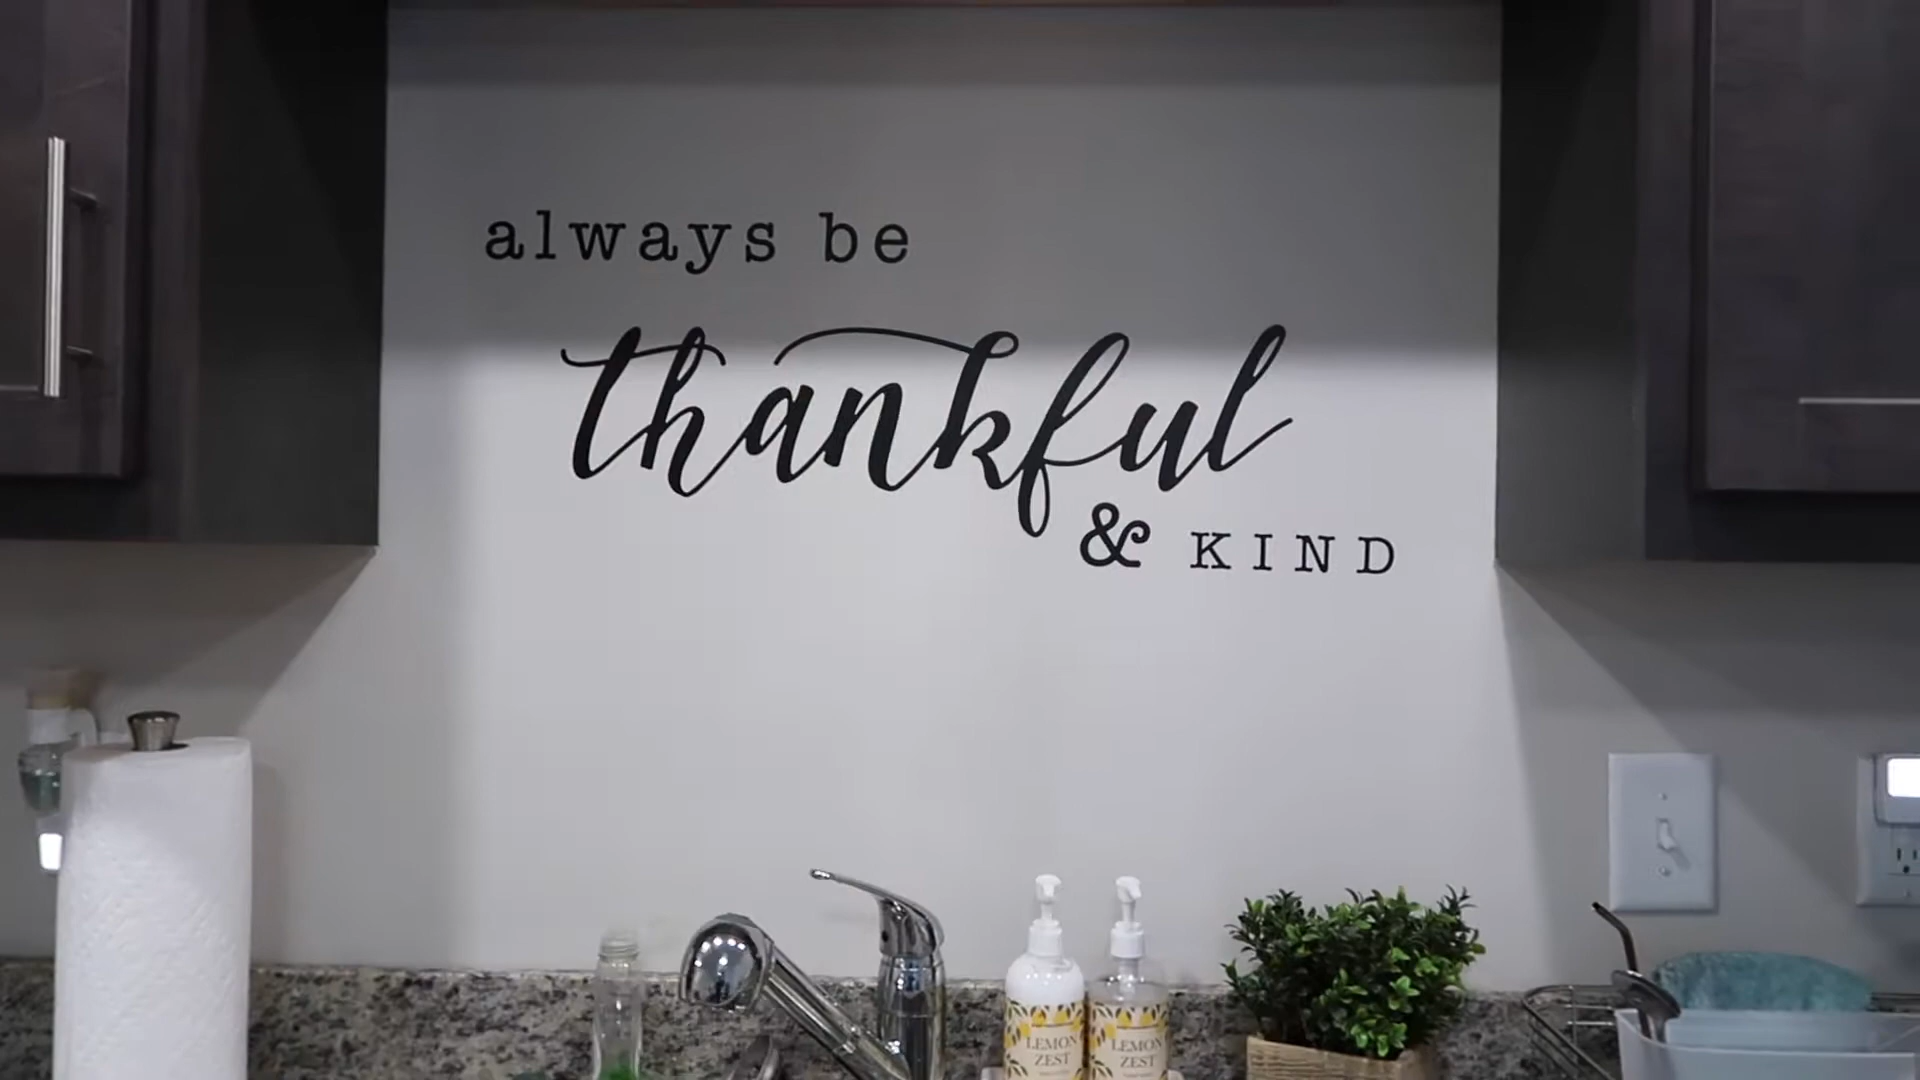 always be
thankful
& KIND
LEMON
ZEST
LEMON
ZEST